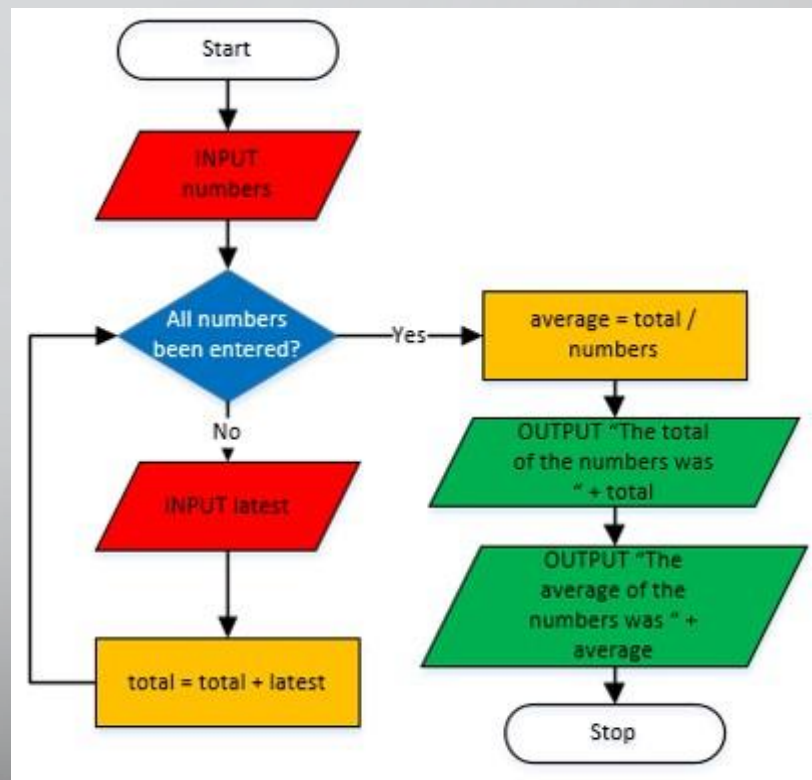 Start
INPUT
numbers
All numbers
been entered?
No
INPUT latest
total = total + latest
Yes
average = total /
numbers
OUTPUT “The total
of the numbers was
“ + total
OUTPUT “The
average of the
numbers was “ +
average
Stop